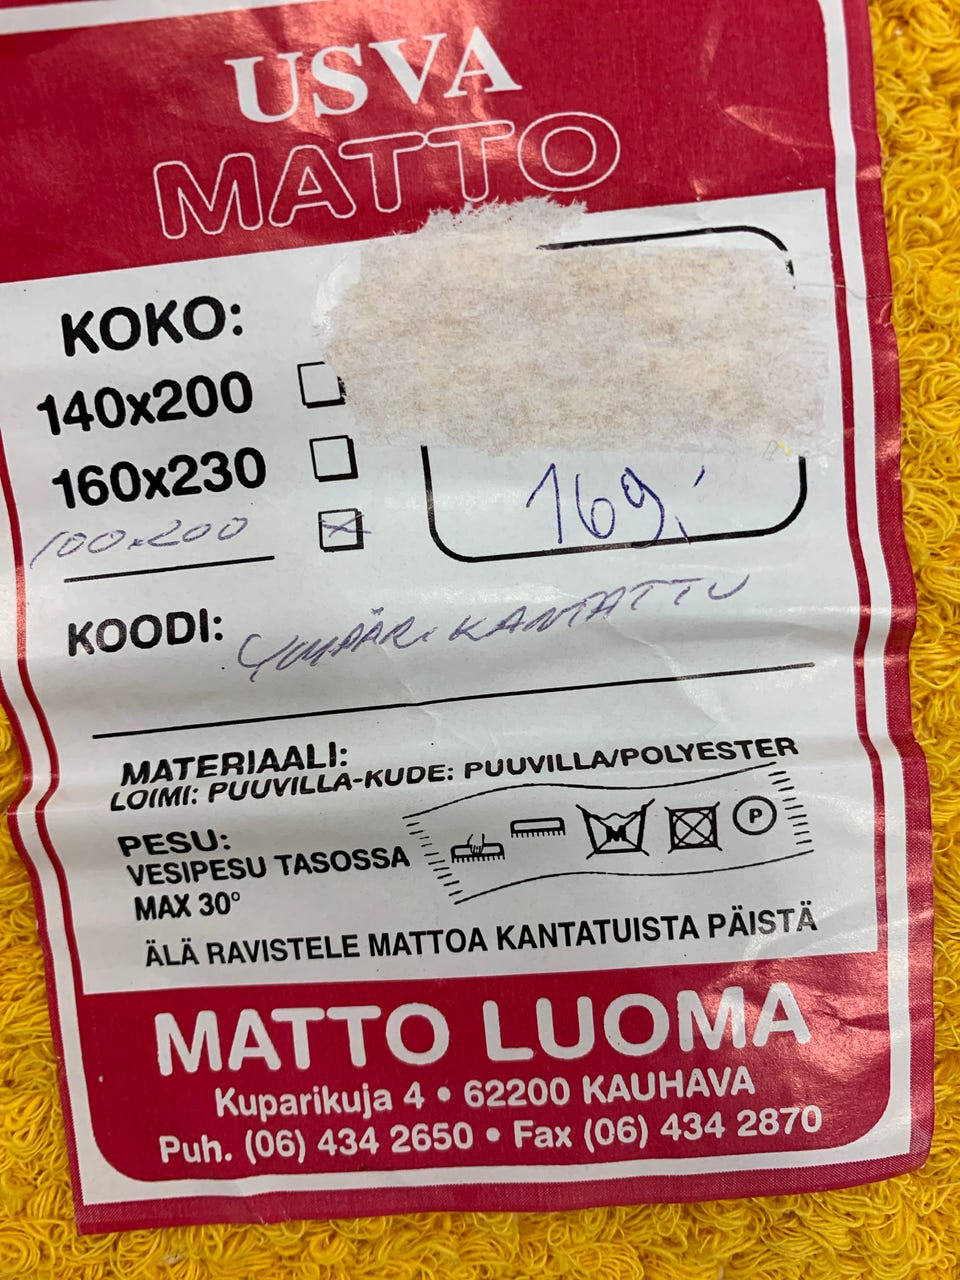 USVA
MATTO
KOKO:
140x200
160x230
100x200
169,-
KOODI: YMPÄRIKANTATTU
MATERIAALI:
LOIMI: PUUVILLA-KUDE: PUUVILLA/POLYESTER
PESU:
VESIPESU TASOSSA
MAX 30°
M
P
ÄLÄ RAVISTELE MATTOA KANTATUISTA PÄISTÄ
MATTO LUOMA
Kuparikuja 4 • 62200 KAUHAVA
Puh. (06) 434 2650 • Fax (06) 434 2870